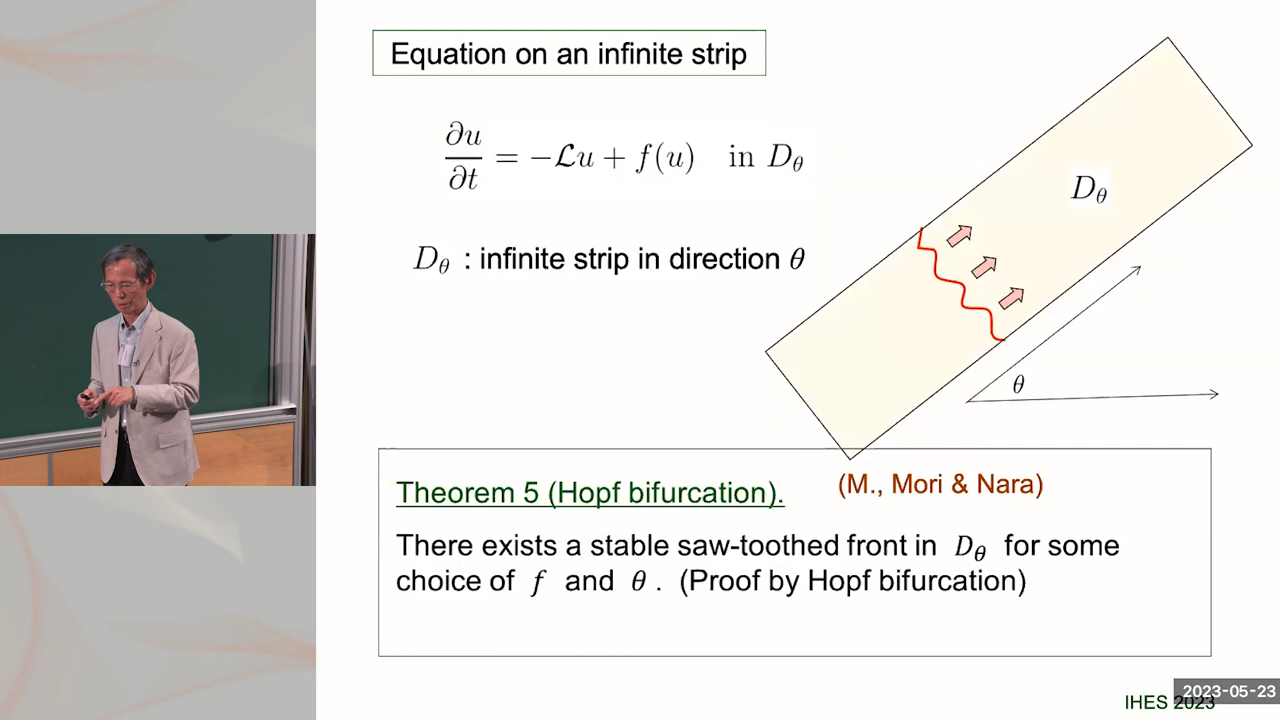 Equation on an infinite strip
∂u/∂t = −ℒu + f(u) in D_θ
D_θ : infinite strip in direction θ
D_θ
θ
Theorem 5 (Hopf bifurcation). (M., Mori & Nara)
There exists a stable saw-toothed front in D_θ for some
choice of f and θ . (Proof by Hopf bifurcation)
IHES 2023
2023-05-23